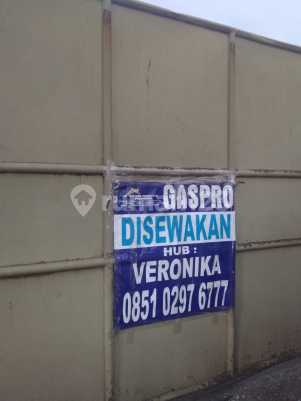 GASPRO
DISEWAKAN
HUB :
VERONIKA
0851 0297 6777